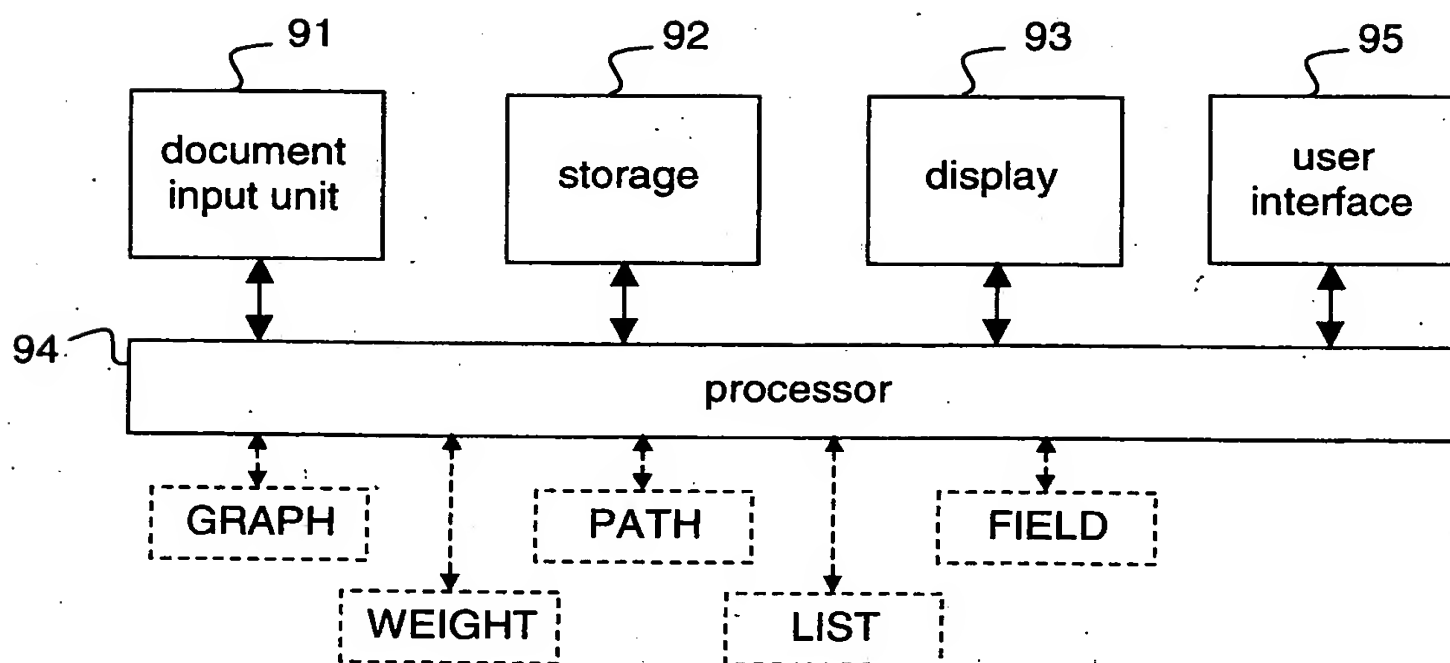 91
92
93
95
document
input unit
storage
display
user
interface
94
processor
GRAPH
PATH
FIELD
WEIGHT
LIST